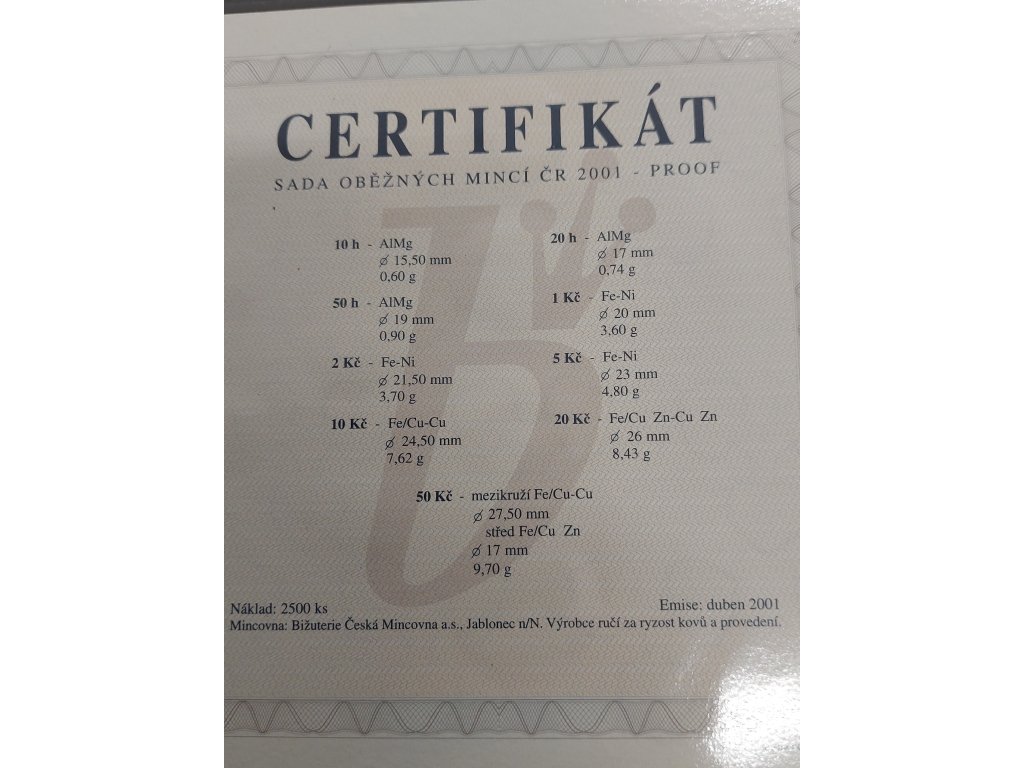 CERTIFIKÁT
SADA OBĚŽNÝCH MINCÍ ČR 2001 - PROOF
10 h - AlMg
⌀ 15,50 mm
0,60 g
20 h - AlMg
⌀ 17 mm
0,74 g
50 h - AlMg
⌀ 19 mm
0,90 g
1 Kč - Fe-Ni
⌀ 20 mm
3,60 g
2 Kč - Fe-Ni
⌀ 21,50 mm
3,70 g
5 Kč - Fe-Ni
⌀ 23 mm
4,80 g
10 Kč - Fe/Cu-Cu
⌀ 24,50 mm
7,62 g
20 Kč - Fe/Cu Zn-Cu Zn
⌀ 26 mm
8,43 g
50 Kč - mezikruží Fe/Cu-Cu
⌀ 27,50 mm
střed Fe/Cu Zn
⌀ 17 mm
9,70 g
Náklad: 2500 ks
Emise: duben 2001
Mincovna: Bižuterie Česká Mincovna a.s., Jablonec n/N. Výrobce ručí za ryzost kovů a provedení.